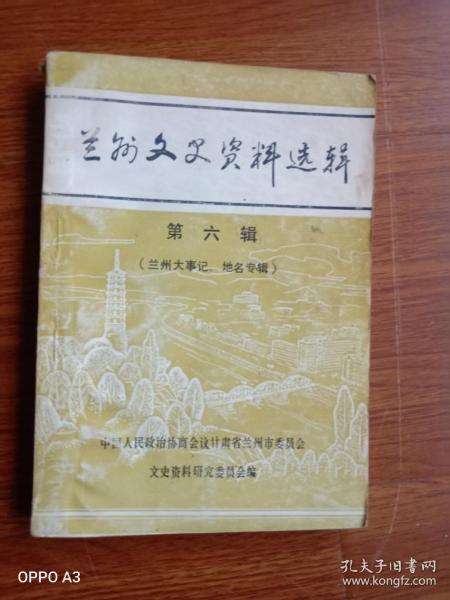 兰州文史资料选辑
第六辑
(兰州大事记、地名专辑)
中国人民政治协商会议甘肃省兰州市委员会
文史资料研究委员会编
OPPO A3
孔夫子旧书网
www.kongfz.com